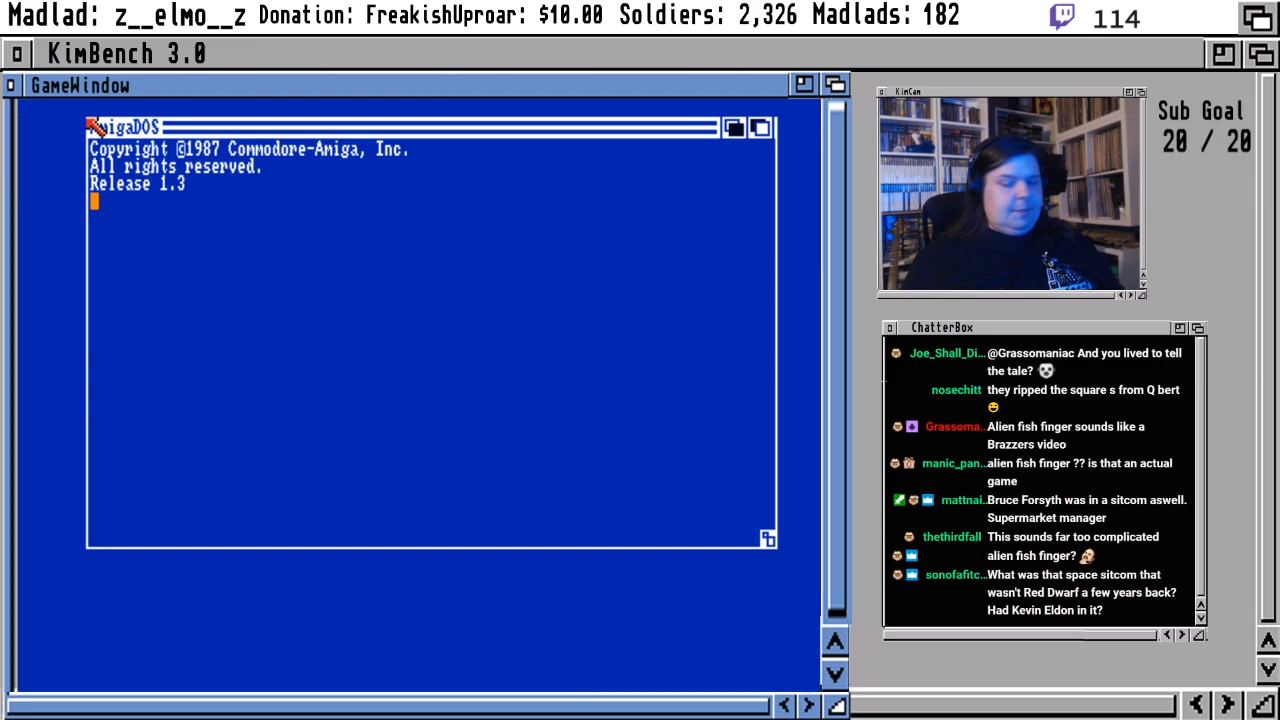 Madlad: z__elmo__z Donation: FreakishUproar: $10.00 Soldiers: 2,326 Madlads: 182 114
KimBench 3.0
GameWindow
AmigaDOS
Copyright ©1987 Commodore-Amiga, Inc.
All rights reserved.
Release 1.3
KimCam
Sub Goal
20 / 20
ChatterBox
Joe_Shall_Di... @Grassomaniac And you lived to tell
the tale? 💀
nosechitt they ripped the square s from Q bert
😄
Grassoma... Alien fish finger sounds like a
Brazzers video
manic_pan... alien fish finger ?? is that an actual
game
mattnai... Bruce Forsyth was in a sitcom aswell.
Supermarket manager
thethirdfall This sounds far too complicated
alien fish finger?
sonofafitc... What was that space sitcom that
wasn't Red Dwarf a few years back?
Had Kevin Eldon in it?